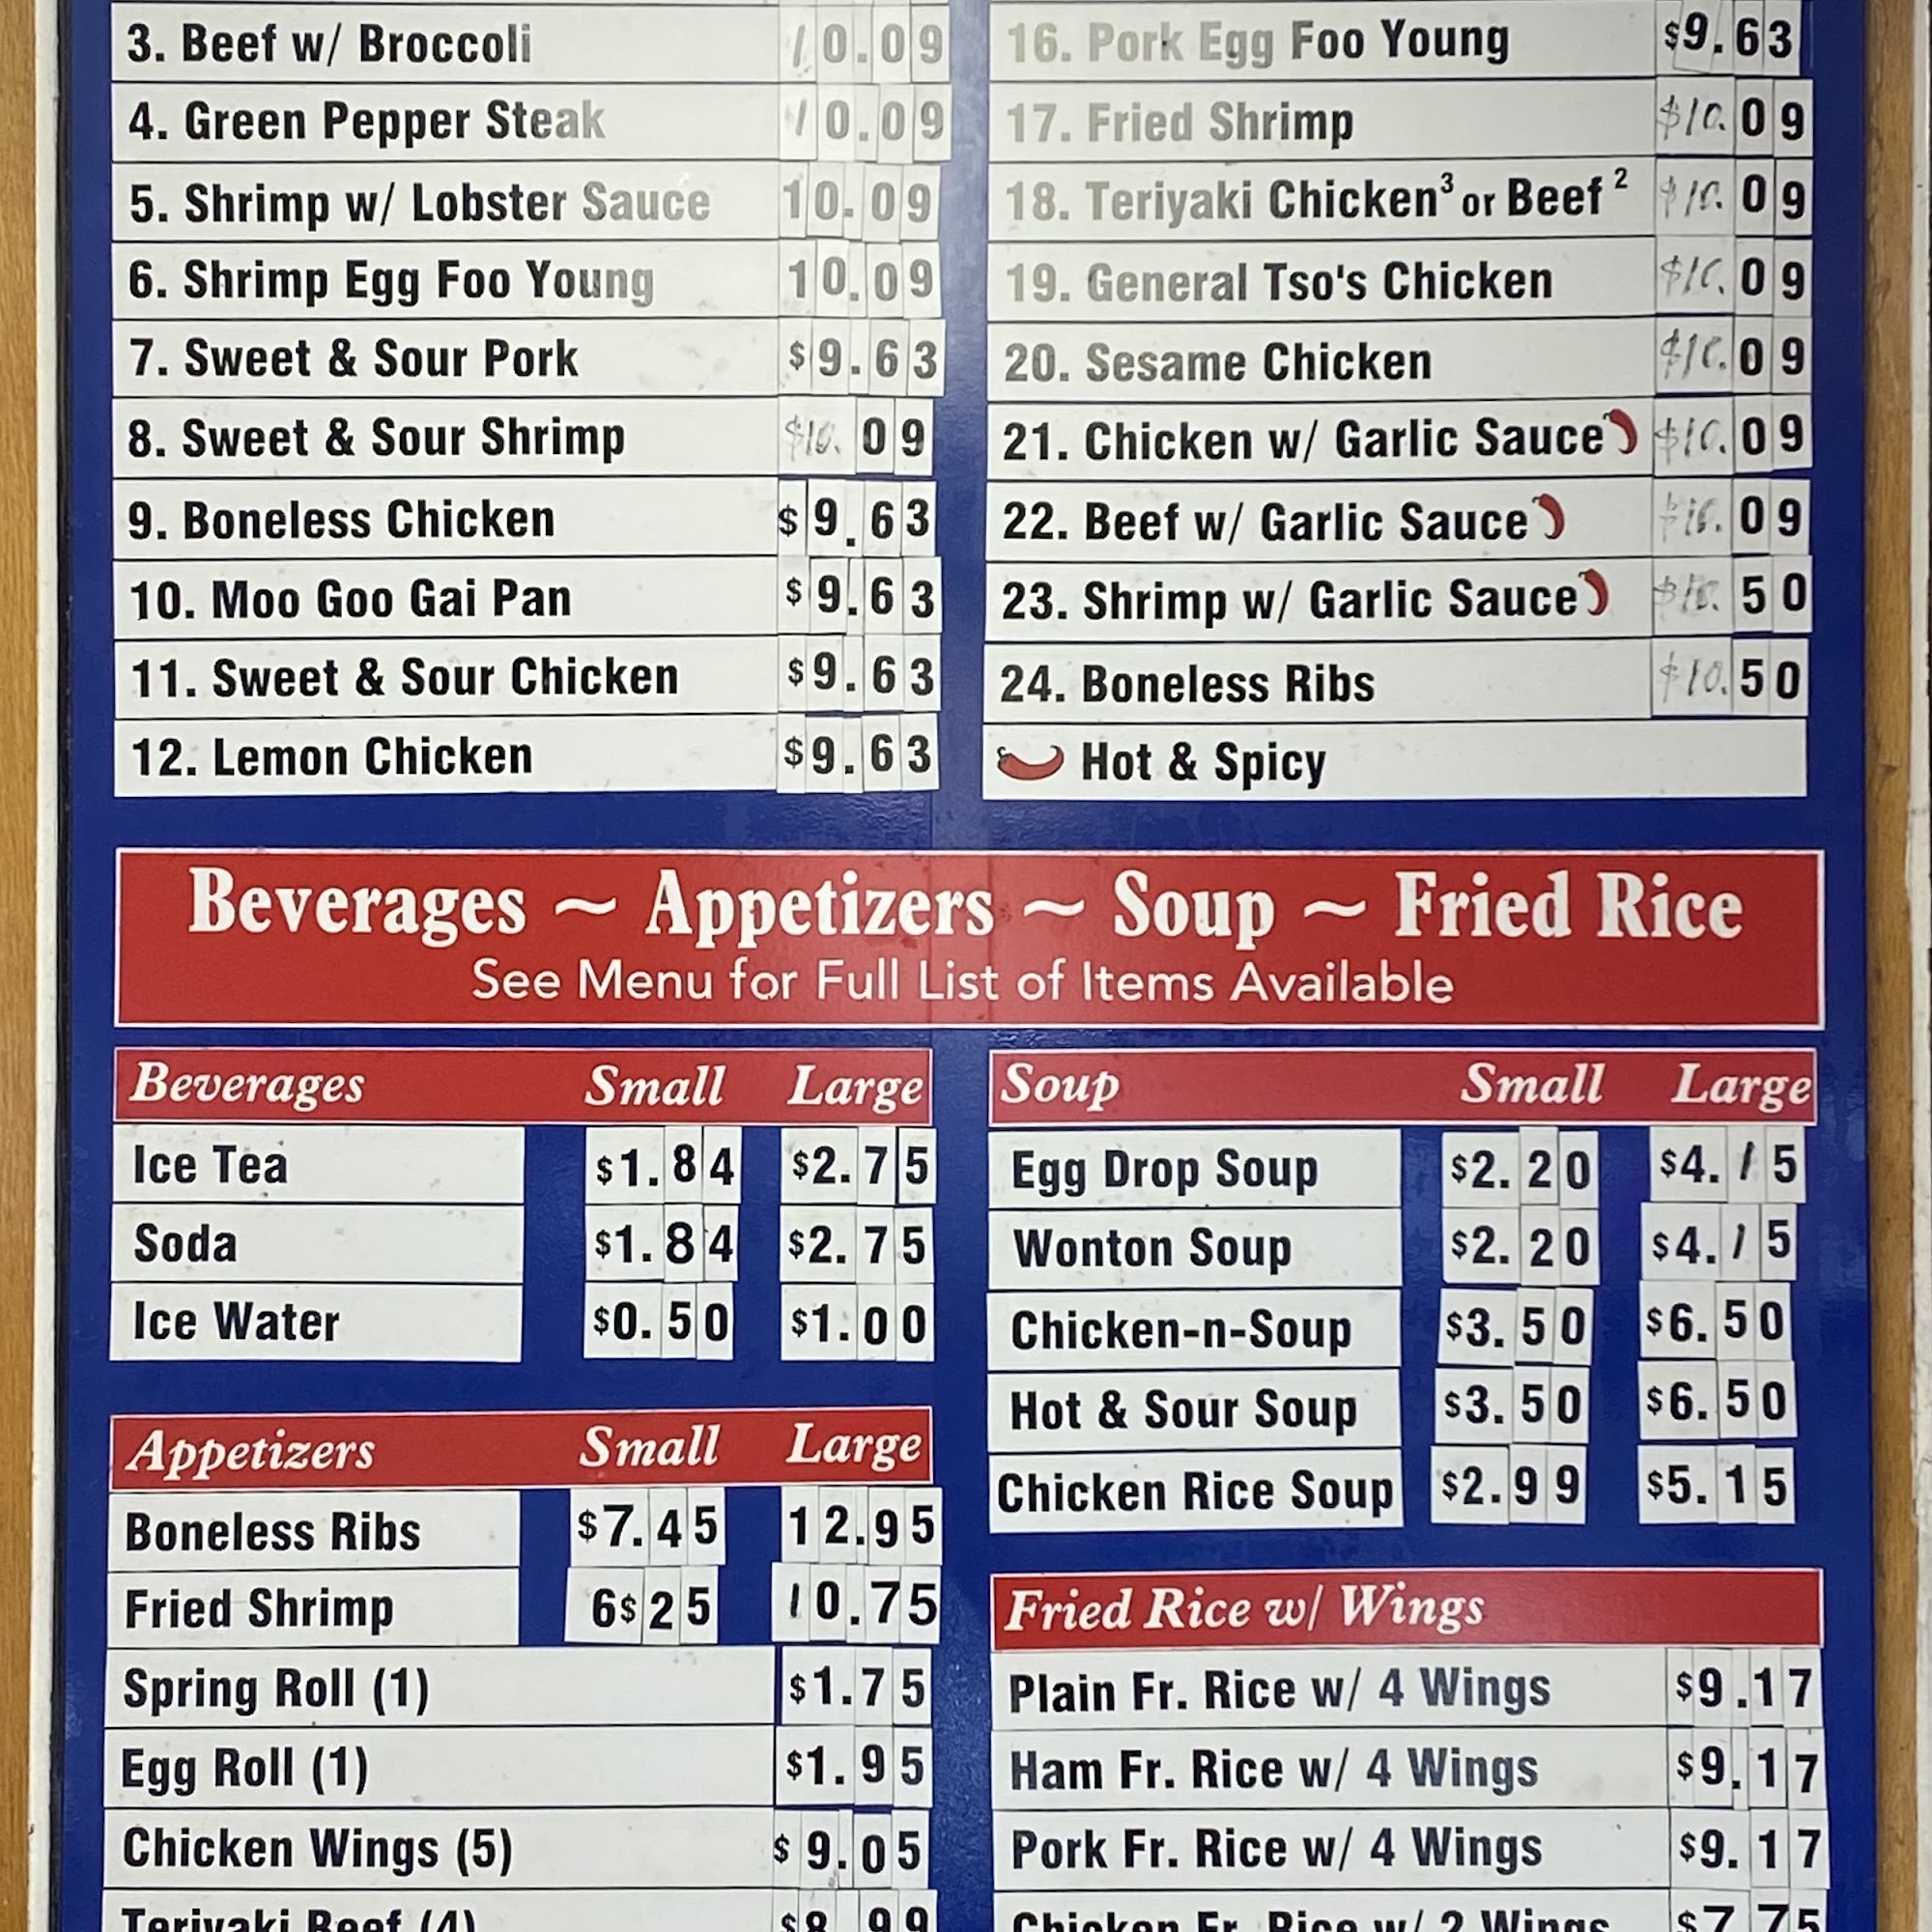 3. Beef w/ Broccoli 10.09
4. Green Pepper Steak 10.09
5. Shrimp w/ Lobster Sauce 10.09
6. Shrimp Egg Foo Young 10.09
7. Sweet & Sour Pork $9.63
8. Sweet & Sour Shrimp $10.09
9. Boneless Chicken $9.63
10. Moo Goo Gai Pan $9.63
11. Sweet & Sour Chicken $9.63
12. Lemon Chicken $9.63
16. Pork Egg Foo Young $9.63
17. Fried Shrimp $10.09
18. Teriyaki Chicken³ or Beef² $10.09
19. General Tso's Chicken $10.09
20. Sesame Chicken $10.09
21. Chicken w/ Garlic Sauce $10.09
22. Beef w/ Garlic Sauce $10.09
23. Shrimp w/ Garlic Sauce $10.50
24. Boneless Ribs $10.50
Hot & Spicy
Beverages ~ Appetizers ~ Soup ~ Fried Rice
See Menu for Full List of Items Available
Beverages Small Large
Ice Tea $1.84 $2.75
Soda $1.84 $2.75
Ice Water $0.50 $1.00
Appetizers Small Large
Boneless Ribs $7.45 12.95
Fried Shrimp 6$25 10.75
Spring Roll (1) $1.75
Egg Roll (1) $1.95
Chicken Wings (5) $9.05
Teriyaki Beef (4) $8.99
Soup Small Large
Egg Drop Soup $2.20 $4.15
Wonton Soup $2.20 $4.15
Chicken-n-Soup $3.50 $6.50
Hot & Sour Soup $3.50 $6.50
Chicken Rice Soup $2.99 $5.15
Fried Rice w/ Wings
Plain Fr. Rice w/ 4 Wings $9.17
Ham Fr. Rice w/ 4 Wings $9.17
Pork Fr. Rice w/ 4 Wings $9.17
Chicken Fr. Rice w/ 2 Wings $7.75